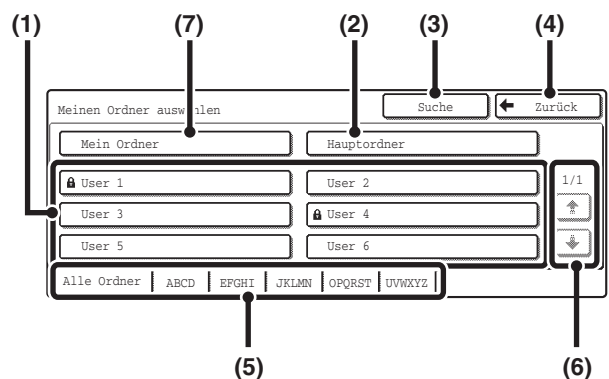 (1) (7) (2) (3) (4)
Meinen Ordner auswählen Suche Zurück
Mein Ordner Hauptordner
User 1 User 2 1/1
User 3 User 4
User 5 User 6
Alle Ordner ABCD EFGHI JKLMN OPQRST UVWXYZ
(5) (6)